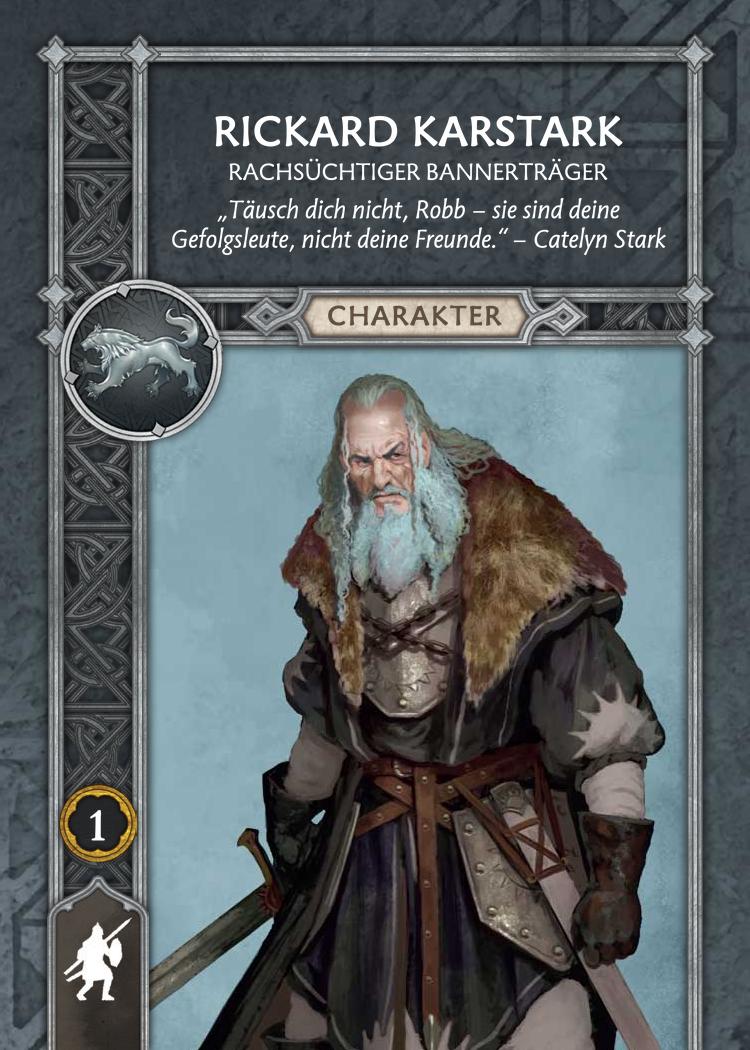 RICKARD KARSTARK
RACHSÜCHTIGER BANNERTRÄGER
„Täusch dich nicht, Robb – sie sind deine
Gefolgsleute, nicht deine Freunde.“ – Catelyn Stark
CHARAKTER
1